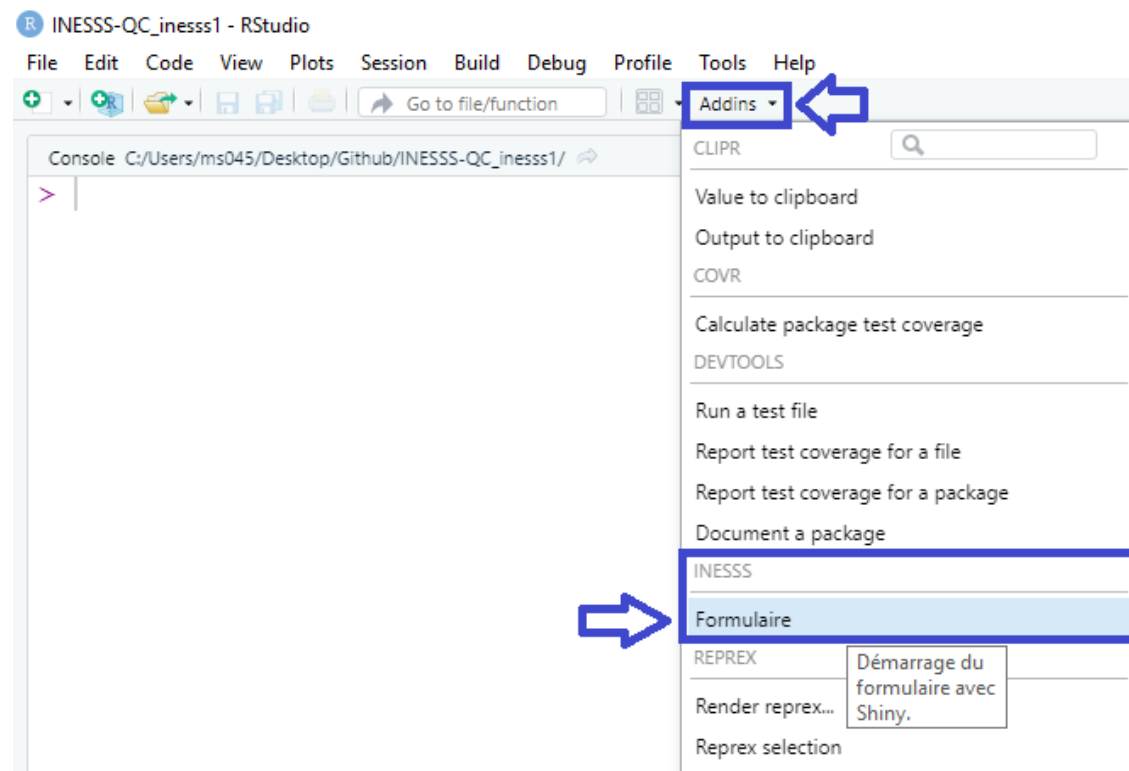 R INESSS-QC_inesss1 - RStudio
File Edit Code View Plots Session Build Debug Profile Tools Help
Go to file/function Addins
Console C:/Users/ms045/Desktop/Github/INESSS-QC_inesss1/
>
CLIPR
Value to clipboard
Output to clipboard
COVR
Calculate package test coverage
DEVTOOLS
Run a test file
Report test coverage for a file
Report test coverage for a package
Document a package
INESSS
Formulaire
REPREX
Démarrage du
formulaire avec
Shiny.
Render reprex...
Reprex selection